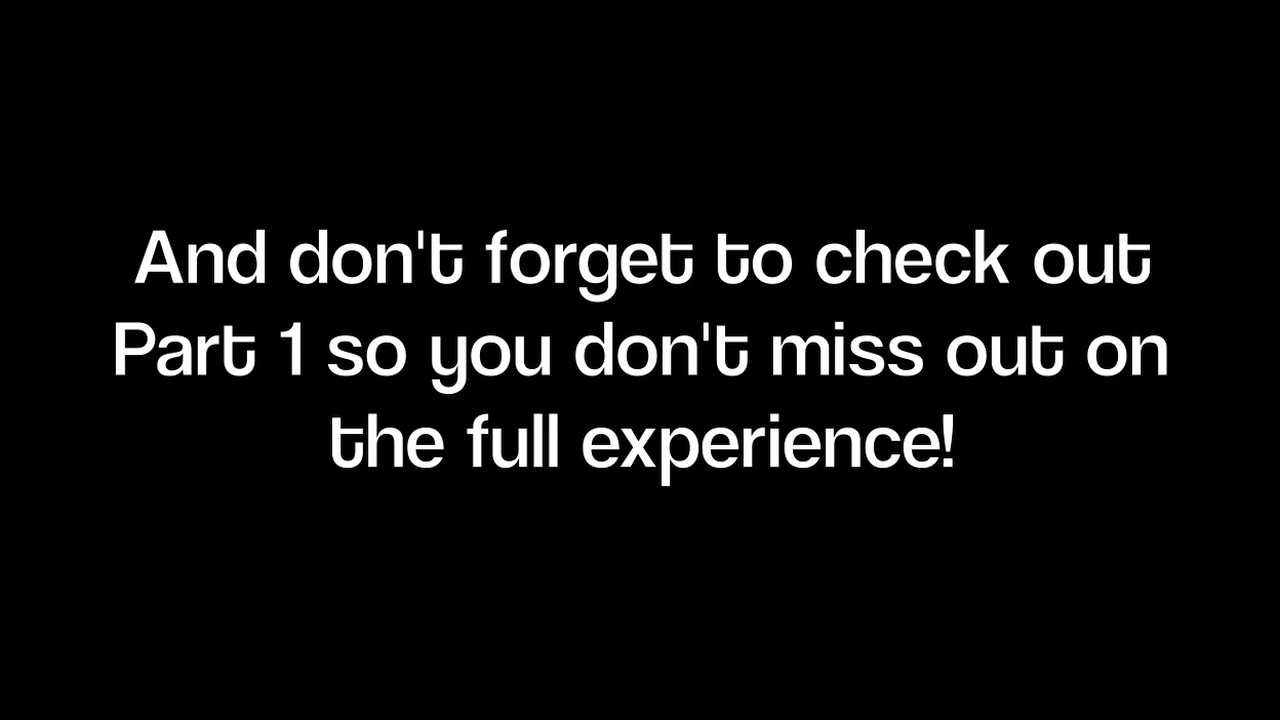 And don't forget to check out
Part 1 so you don't miss out on
the full experience!